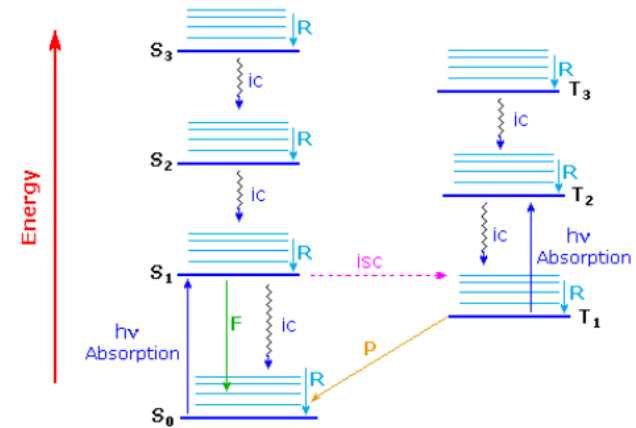 S3
R
ic
R
T3
ic
S2
R
R
T2
ic
ic
hν
Absorption
Energy
S1
R
isc
R
T1
F
ic
hν
Absorption
P
R
S0